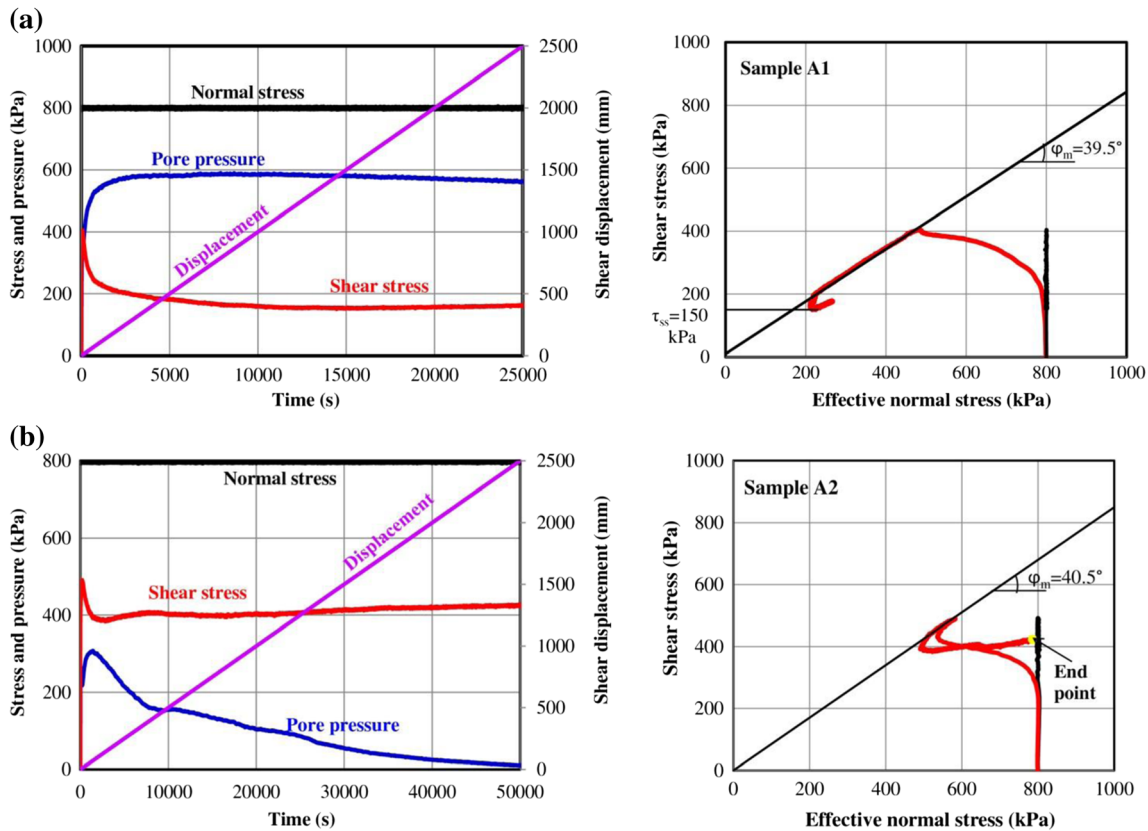 (a)
1000
800
600
400
200
0
Stress and pressure (kPa)
Normal stress
Pore pressure
Displacement
Shear stress
2500
2000
1500
1000
500
0
Shear displacement (mm)
0 5000 10000 15000 20000 25000
Time (s)
1000
800
600
400
200
0
Shear stress (kPa)
Sample A1
φm=39.5°
τss=150
kPa
0 200 400 600 800 1000
Effective normal stress (kPa)
(b)
800
600
400
200
0
Stress and pressure (kPa)
Normal stress
Displacement
Shear stress
Pore pressure
2500
2000
1500
1000
500
0
Shear displacement (mm)
0 10000 20000 30000 40000 50000
Time (s)
1000
800
600
400
200
0
Shear stress (kPa)
Sample A2
φm=40.5°
End
point
0 200 400 600 800 1000
Effective normal stress (kPa)